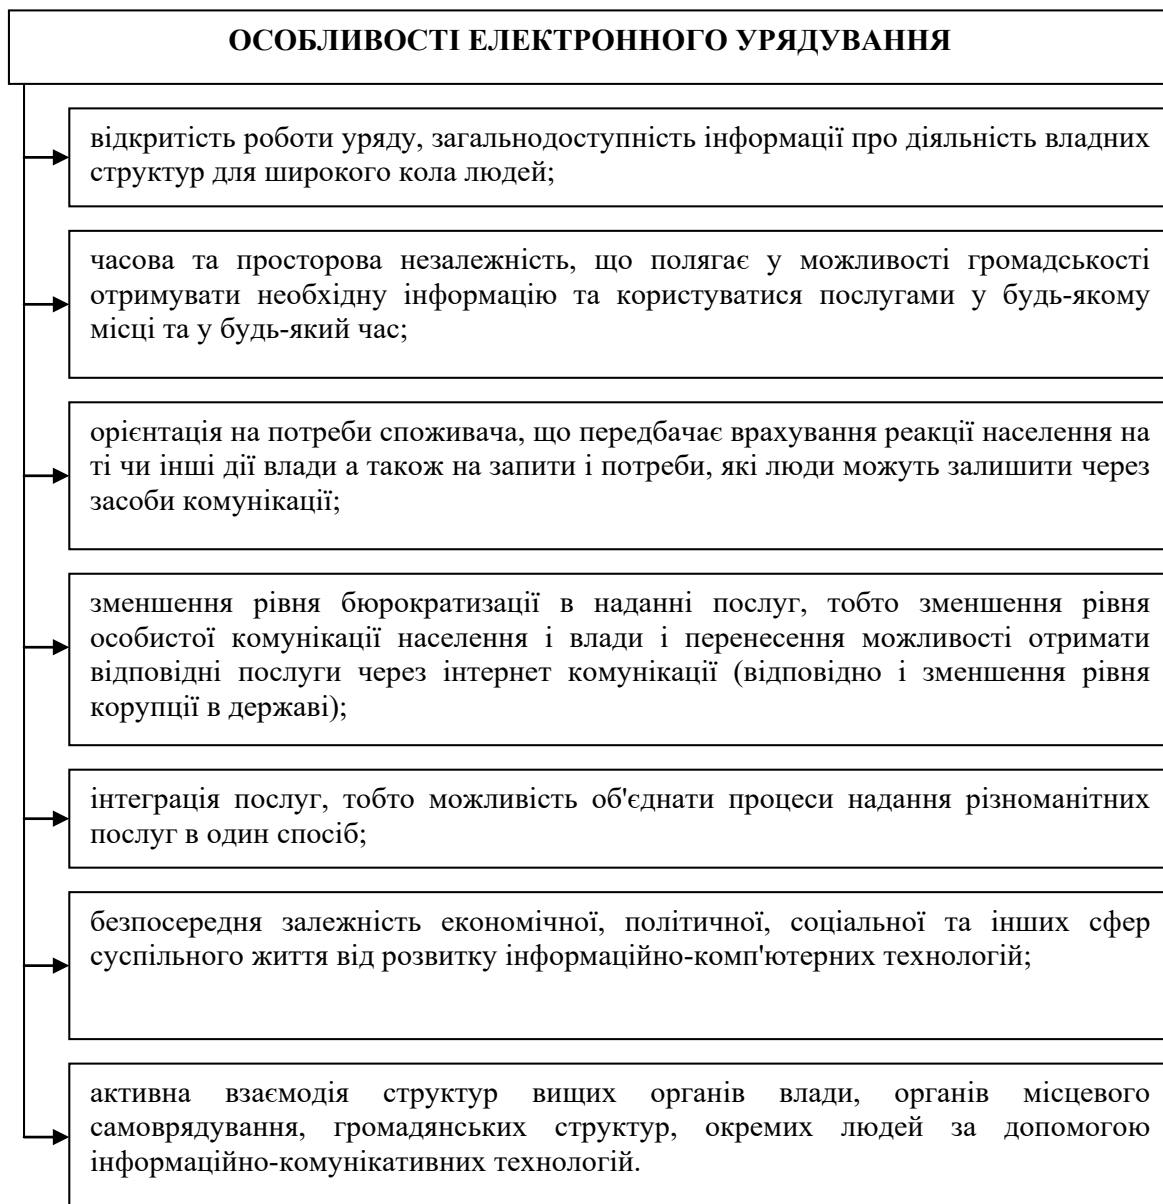 ОСОБЛИВОСТІ ЕЛЕКТРОННОГО УРЯДУВАННЯ
відкритість роботи уряду, загальнодоступність інформації про діяльність владних
структур для широкого кола людей;
часова та просторова незалежність, що полягає у можливості громадськості
отримувати необхідну інформацію та користуватися послугами у будь-якому
місці та у будь-який час;
орієнтація на потреби споживача, що передбачає врахування реакції населення на
ті чи інші дії влади а також на запити і потреби, які люди можуть залишити через
засоби комунікації;
зменшення рівня бюрократизації в наданні послуг, тобто зменшення рівня
особистої комунікації населення і влади і перенесення можливості отримати
відповідні послуги через інтернет комунікації (відповідно і зменшення рівня
корупції в державі);
інтеграція послуг, тобто можливість об'єднати процеси надання різноманітних
послуг в один спосіб;
безпосередня залежність економічної, політичної, соціальної та інших сфер
суспільного життя від розвитку інформаційно-комп'ютерних технологій;
активна взаємодія структур вищих органів влади, органів місцевого
самоврядування, громадянських структур, окремих людей за допомогою
інформаційно-комунікативних технологій.